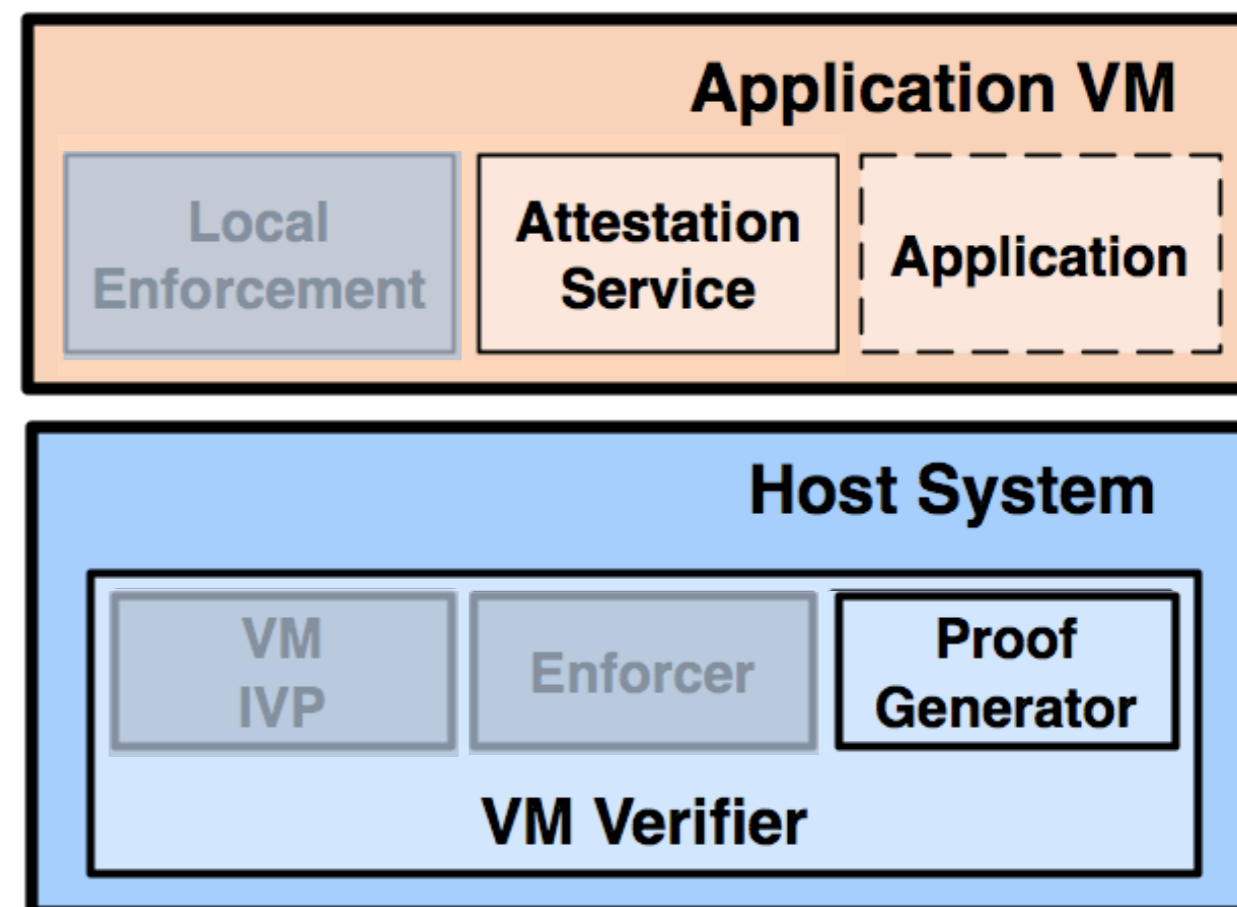 Application VM
Local
Enforcement
Attestation
Service
Application
Host System
VM
IVP
Enforcer
Proof
Generator
VM Verifier